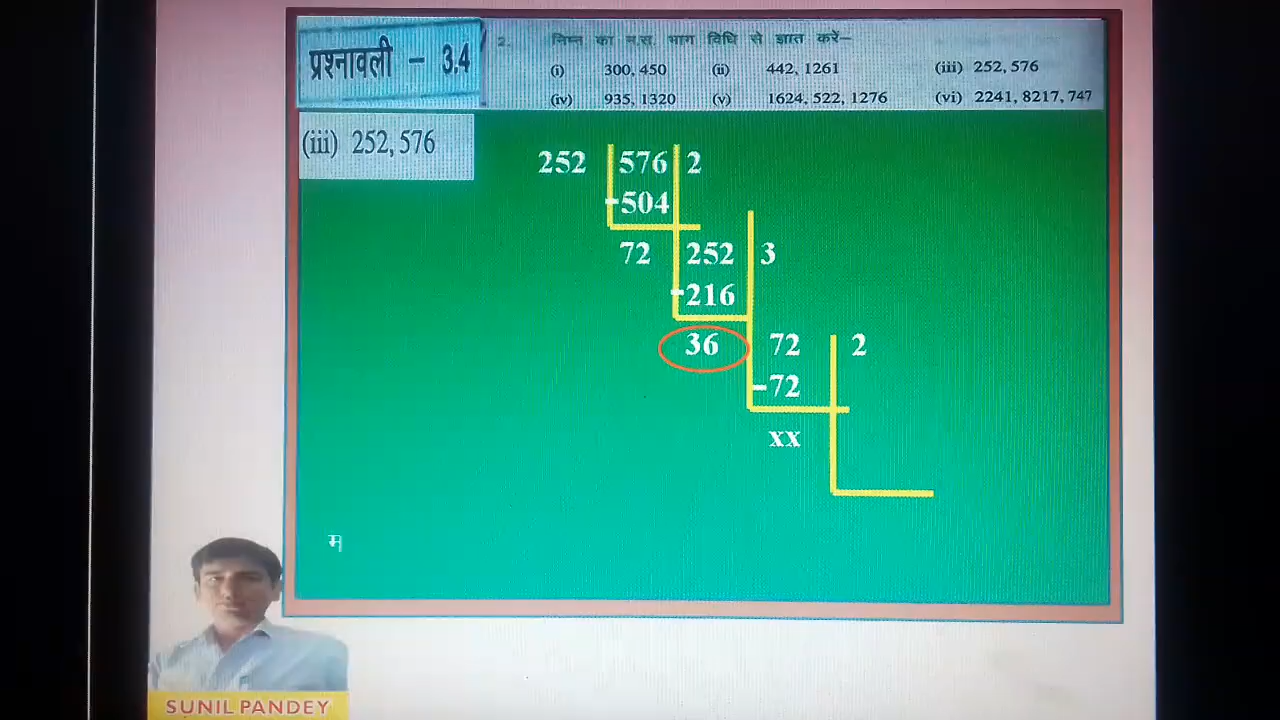 प्रश्नावली – 3.4
2. निम्न का म.स. भाग विधि से ज्ञात करें–
(i) 300, 450 (ii) 442, 1261 (iii) 252, 576
(iv) 935, 1320 (v) 1624, 522, 1276 (vi) 2241, 8217, 747
(iii) 252, 576
252 576 2
-504
72 252 3
-216
36 72 2
-72
xx
म
SUNIL PANDEY